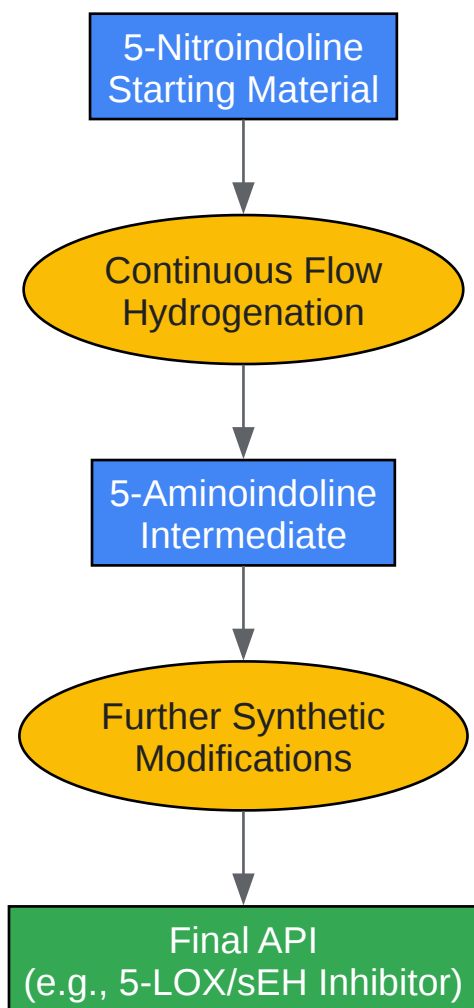 5-Nitroindoline
Starting Material
Continuous Flow
Hydrogenation
5-Aminoindoline
Intermediate
Further Synthetic
Modifications
Final API
(e.g., 5-LOX/sEH Inhibitor)